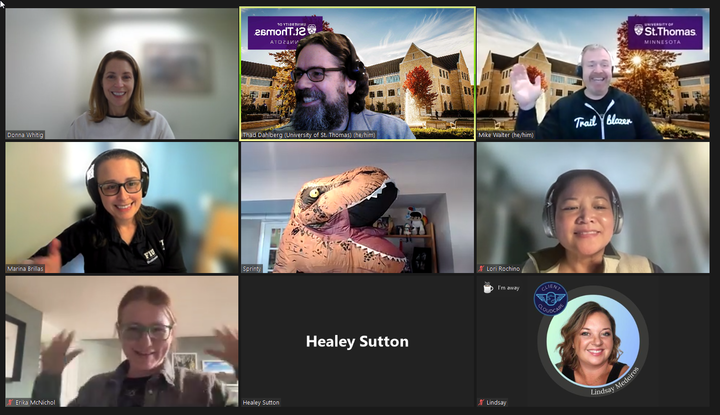 UNIVERSITY OF
St.Thomas
MINNESOTA
UNIVERSITY OF
St.Thomas
MINNESOTA
Trail Blazer
Donna Whitig
Thad Dahlberg (University of St. Thomas) (he/him)
Mike Walter (he/him)
Marina Brillas
Sprinty
Lori Rochino
I'm away
CLIENT
CLOUDCARE
Lindsay Medeiros
Healey Sutton
Erika McNichol
Healey Sutton
Lindsay